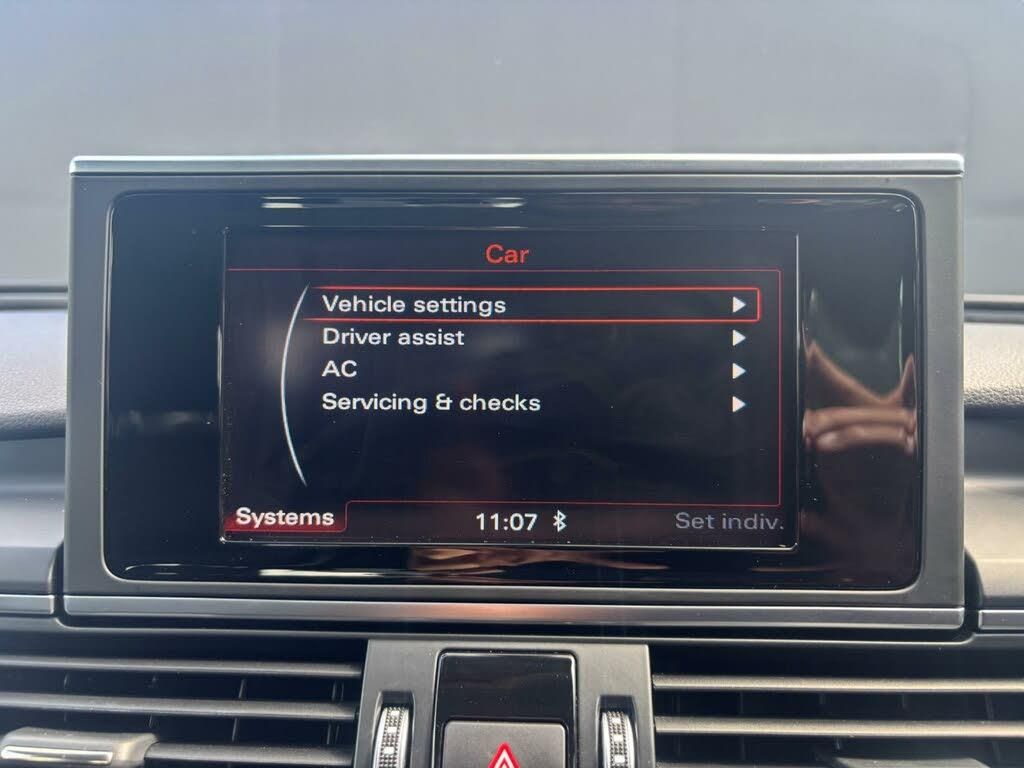 Car
Vehicle settings
Driver assist
AC
Servicing & checks
Systems
11:07
Set indiv.